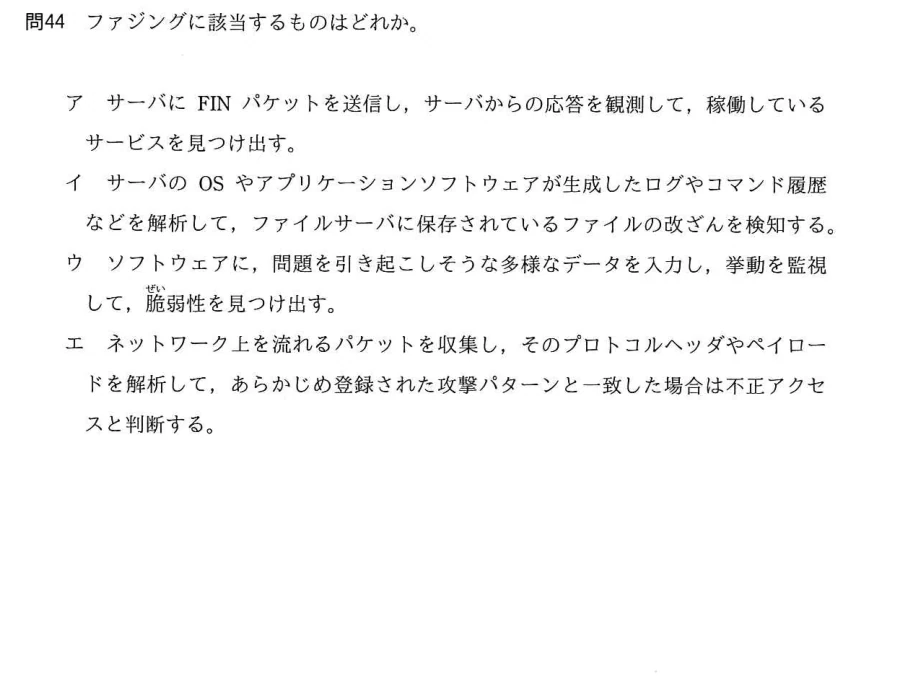 問44 ファジングに該当するものはどれか。
ア サーバに FIN パケットを送信し，サーバからの応答を観測して，稼働している
サービスを見つけ出す。
イ サーバの OS やアプリケーションソフトウェアが生成したログやコマンド履歴
などを解析して，ファイルサーバに保存されているファイルの改ざんを検知する。
ウ ソフトウェアに，問題を引き起こしそうな多様なデータを入力し，挙動を監視
ぜい
して，脆弱性を見つけ出す。
エ ネットワーク上を流れるパケットを収集し，そのプロトコルヘッダやペイロー
ドを解析して，あらかじめ登録された攻撃パターンと一致した場合は不正アクセ
スと判断する。